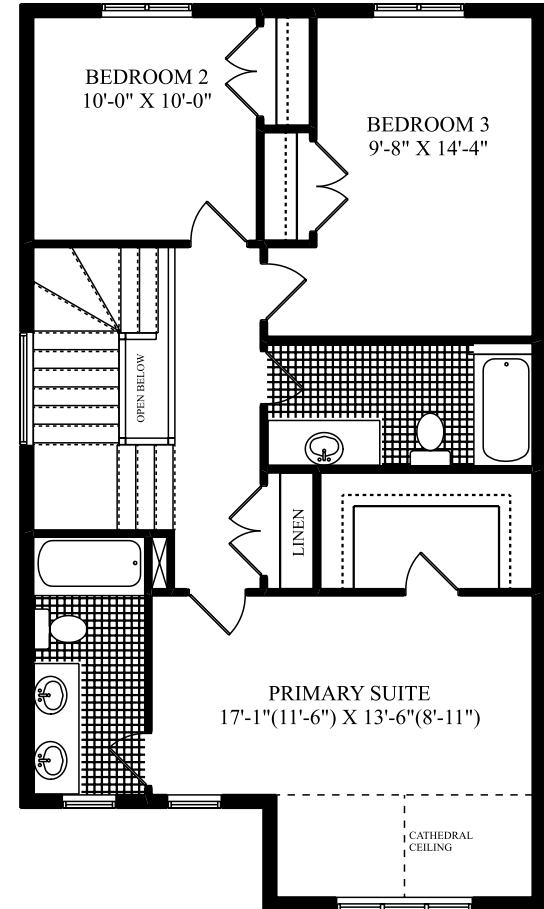 BEDROOM 2
10'-0" X 10'-0"
BEDROOM 3
9'-8" X 14'-4"
OPEN BELOW
LINEN
PRIMARY SUITE
17'-1"(11'-6") X 13'-6"(8'-11")
CATHEDRAL
CEILING